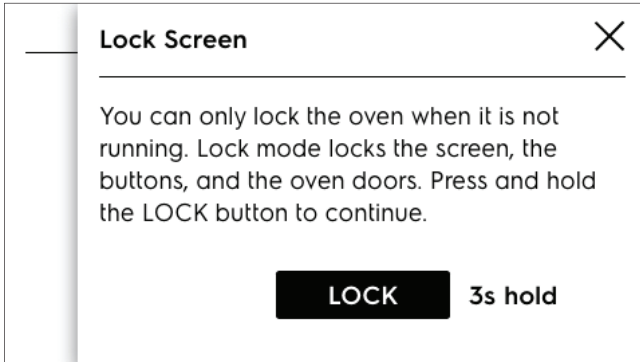 Lock Screen
You can only lock the oven when it is not
running. Lock mode locks the screen, the
buttons, and the oven doors. Press and hold
the LOCK button to continue.
LOCK 3s hold